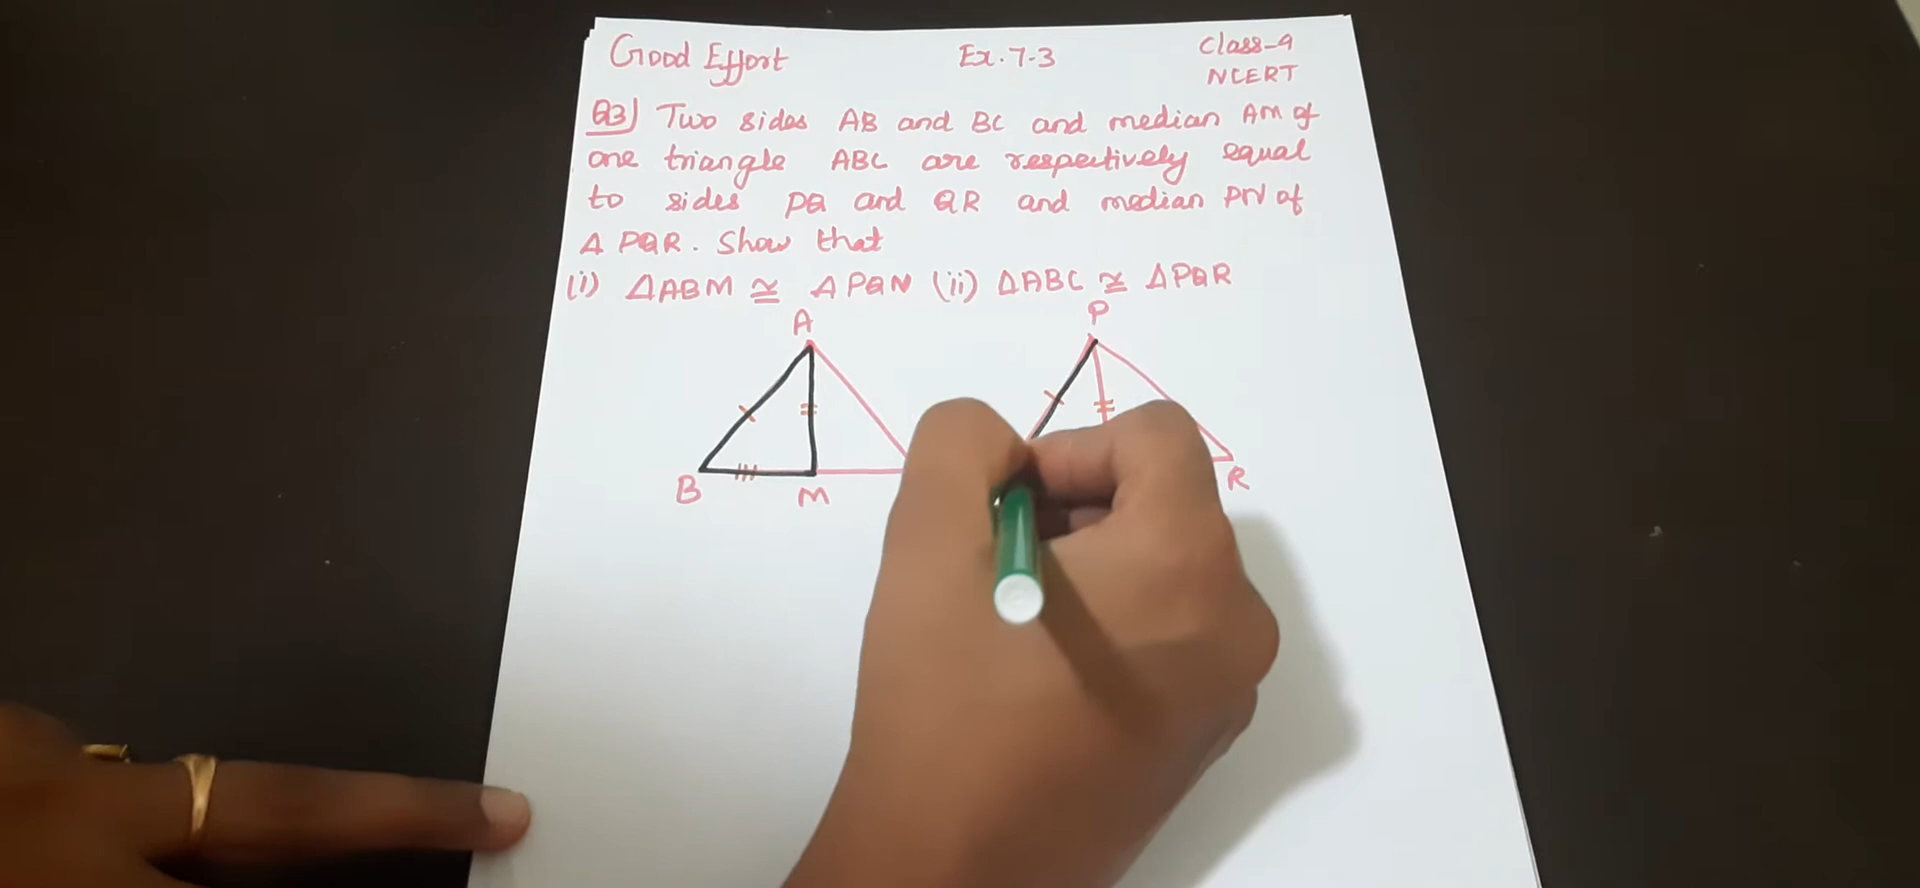 Good Effort Ex. 7.3 Class-9
NCERT
Q3) Two sides AB and BC and median AM of
one triangle ABC are respectively equal
to sides PQ and QR and median PN of
Δ PQR. Show that
(i) ΔABM ≅ ΔPQN (ii) ΔABC ≅ ΔPQR
A P
B M R